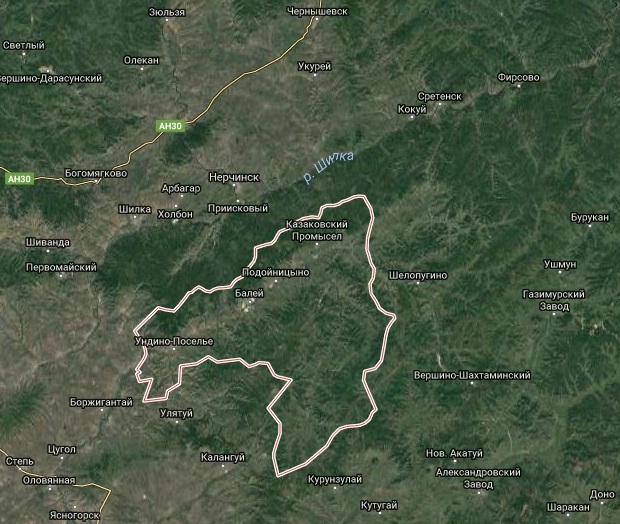 Чернышевск
Зюльзя
Светлый
Олекан
Укурей
Вершино-Дарасунский
Фирсово
Сретенск
Кокуй
AH30
р. Шилка
Богомягково
AH30
Нерчинск
Арбагар
Шилка
Холбон
Приисковый
Бурукан
Казаковский
Промысел
Шиванда
Первомайский
Подойницыно
Шелопугино
Ушмун
Балей
Газимурский
Завод
Ундино-Поселье
Вершино-Шахтаминский
Боржигантай
Улятуй
Цугол
Степь
Калангуй
Нов. Акатуй
Оловянная
Курунзулай
Александровский
Завод
Доно
Ясногорск
Кутугай
Шаракан